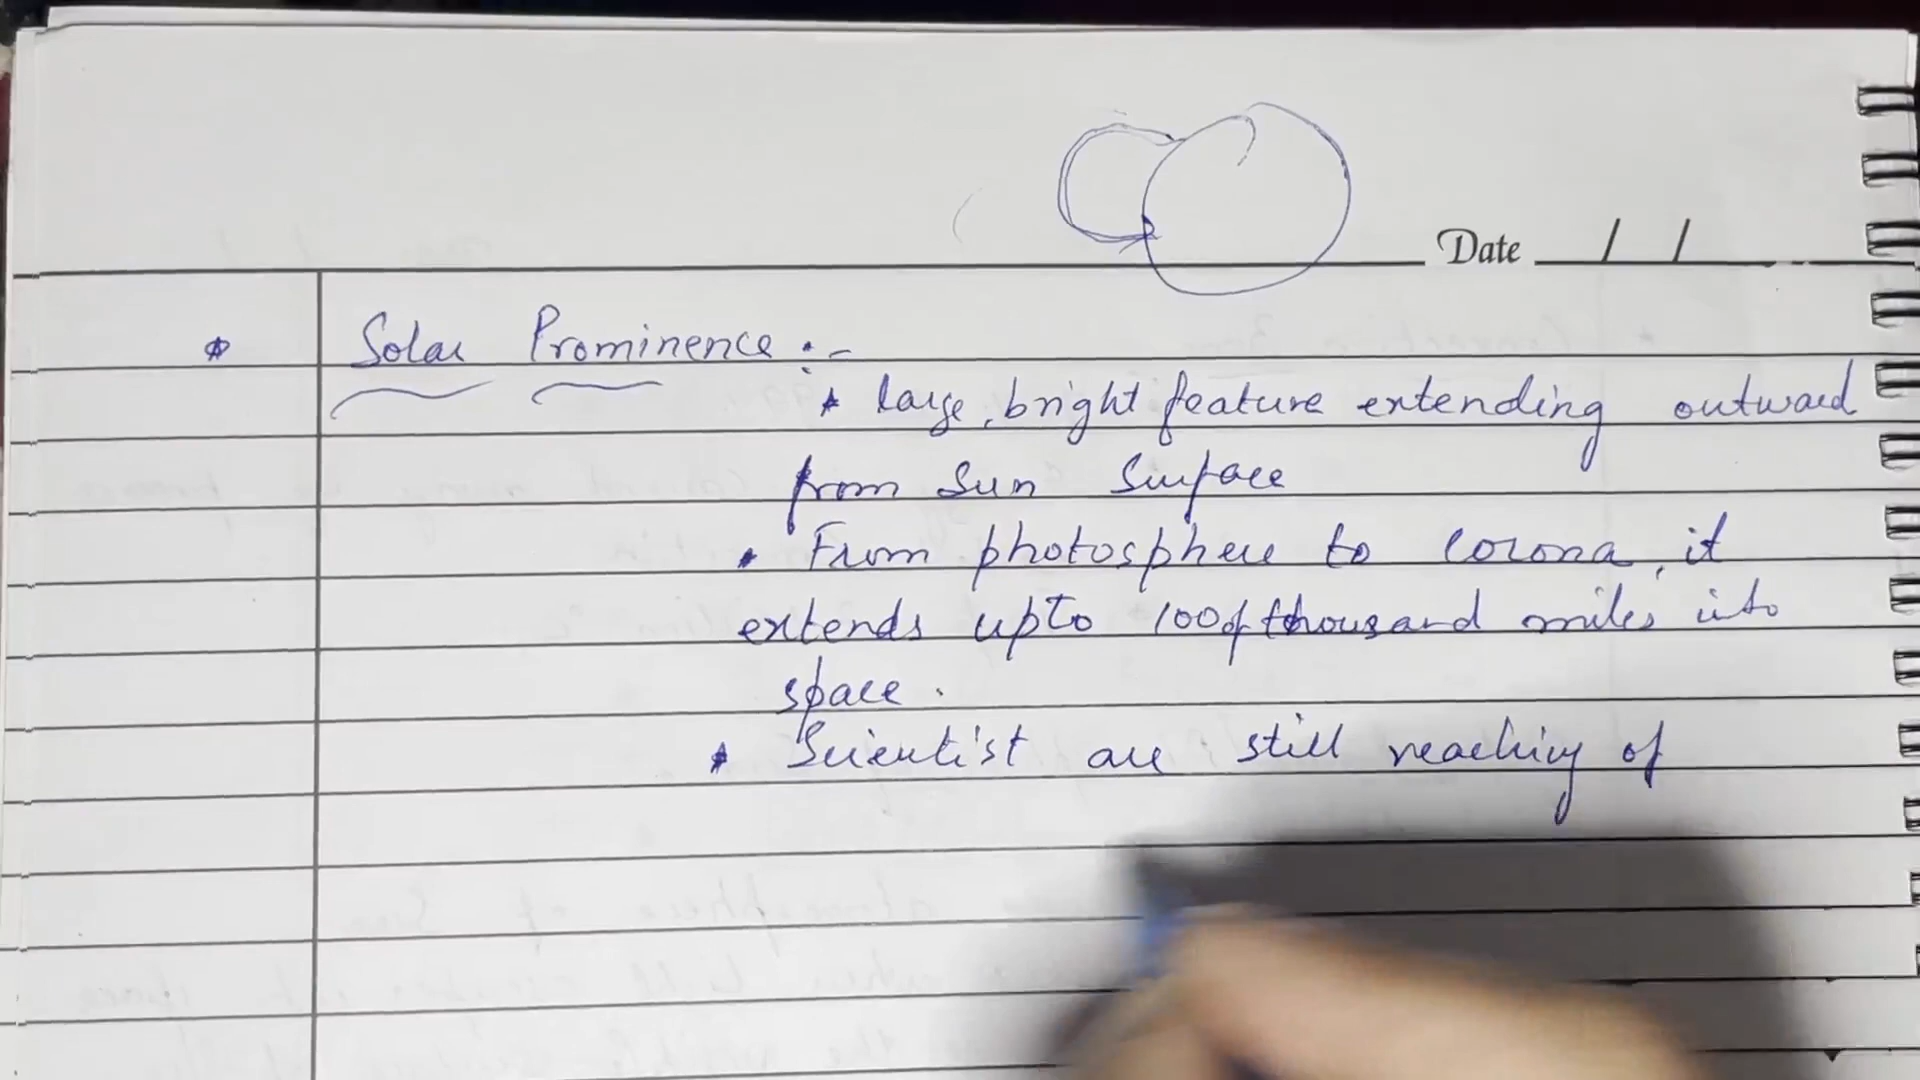 Date / /
* Solar Prominence :-
* large, bright feature extending outward
from Sun Surface
* From photosphere to corona, it
extends upto 100 of thousand miles into
space.
* Scientist are still reaching of